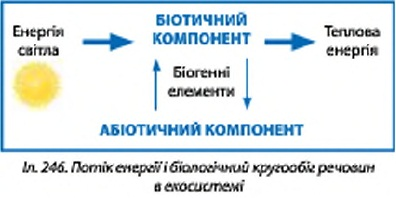 Енергія
світла
БІОТИЧНИЙ
КОМПОНЕНТ
Теплова
енергія
Біогенні
елементи
АБІОТИЧНИЙ КОМПОНЕНТ
Іл. 246. Потік енергії і біологічний кругообіг речовин
в екосистемі